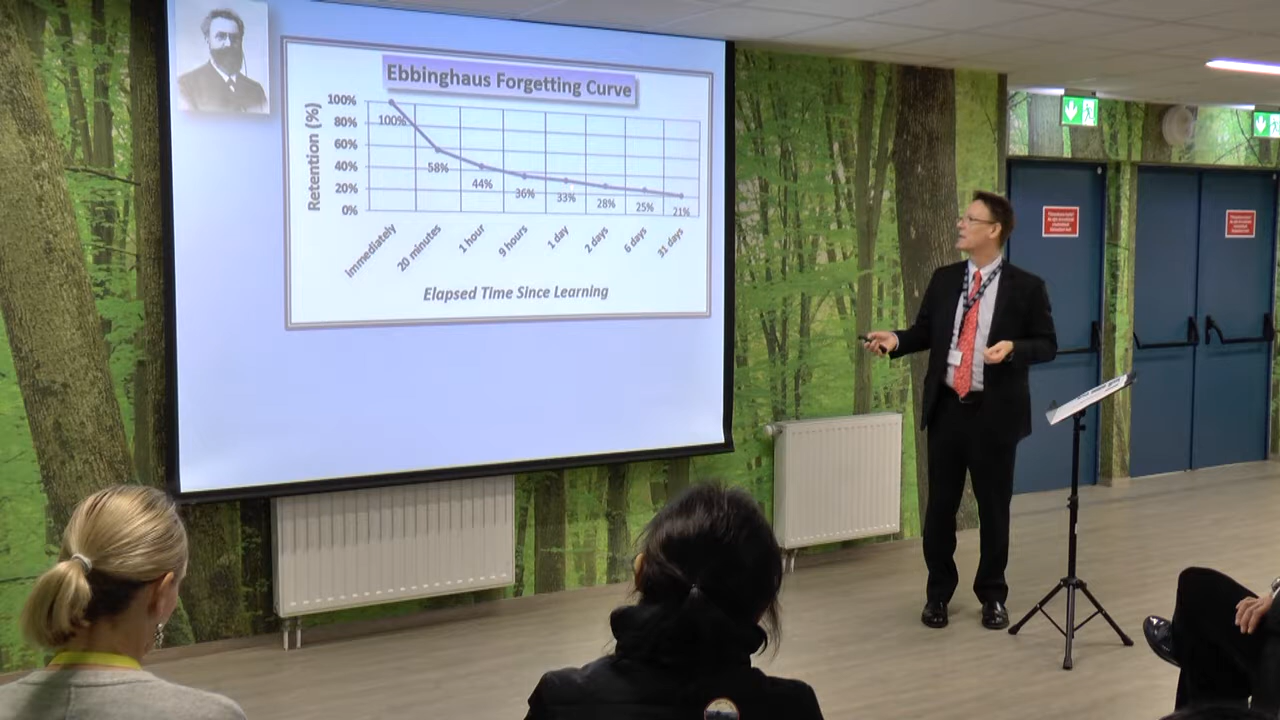 Ebbinghaus Forgetting Curve
Retention (%)
100%
80%
60%
40%
20%
0%
100%
58%
44%
36%
33%
28%
25%
21%
immediately
20 minutes
1 hour
9 hours
1 day
2 days
6 days
31 days
Elapsed Time Since Learning